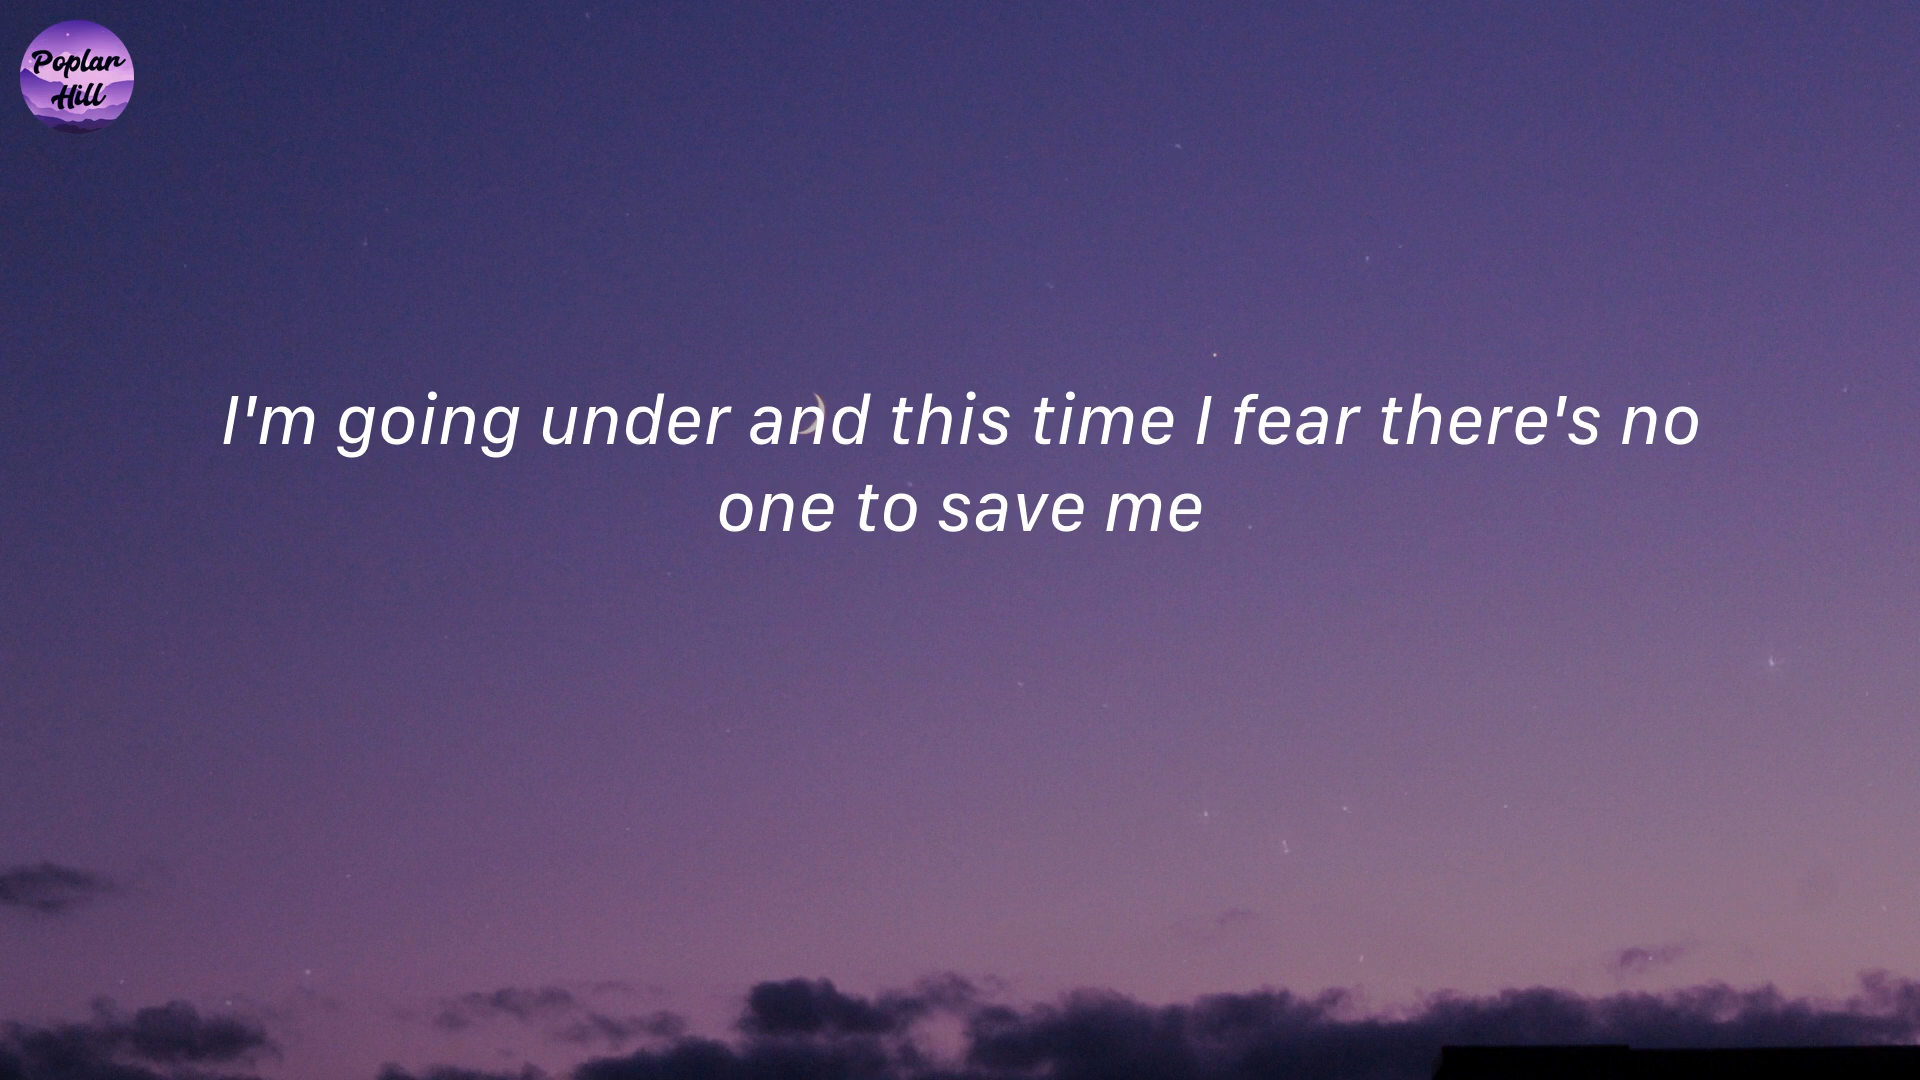 Poplar
Hill
I'm going under and this time I fear there's no
one to save me